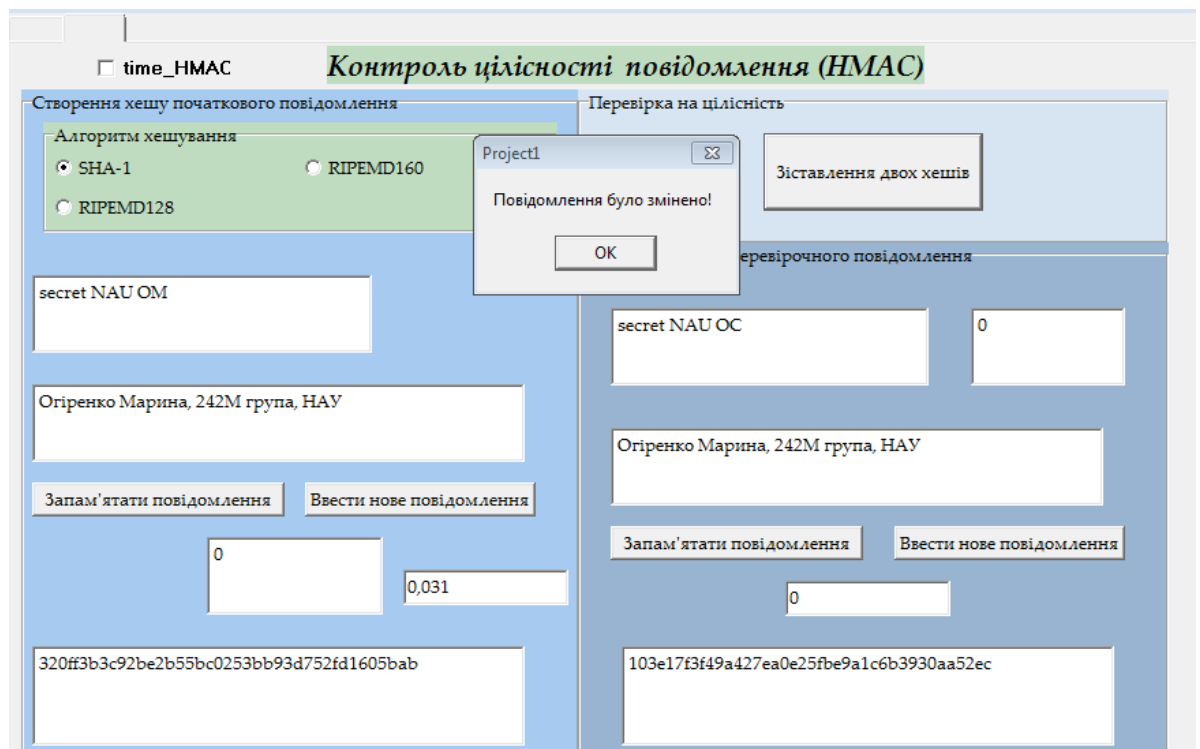 time_HMAC
Контроль цілісності повідомлення (HMAC)
Створення хешу початкового повідомлення
Алгоритм хешування
SHA-1
RIPEMD160
RIPEMD128
secret NAU OM
Огіренко Марина, 242М група, НАУ
Запам'ятати повідомлення
Ввести нове повідомлення
0
0,031
320ff3b3c92be2b55bc0253bb93d752fd1605bab
Project1
Повідомлення було змінено!
OK
Перевірка на цілісність
Зіставлення двох хешів
еревірочного повідомлення
secret NAU OC
0
Огіренко Марина, 242М група, НАУ
Запам'ятати повідомлення
Ввести нове повідомлення
0
103e17f3f49a427ea0e25fbe9a1c6b3930aa52ec